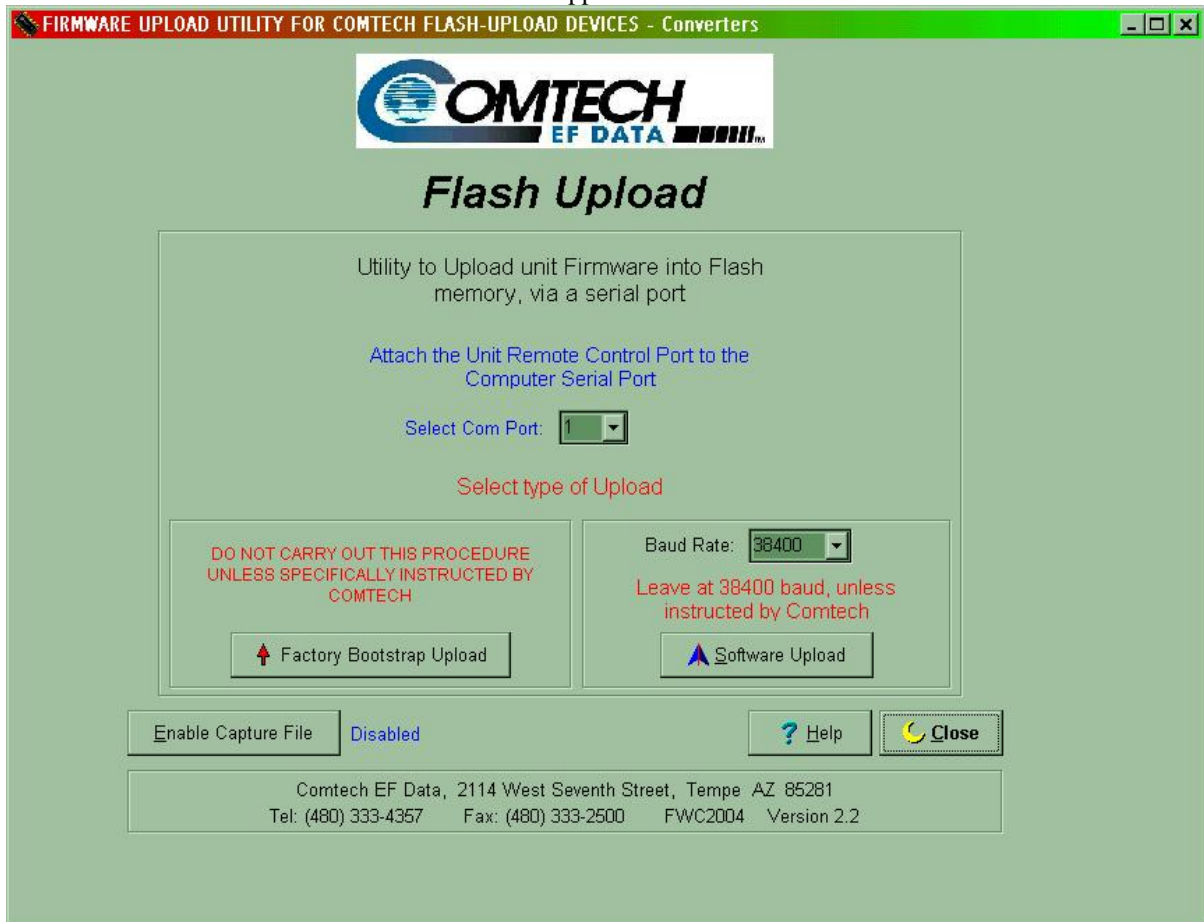 FIRMWARE UPLOAD UTILITY FOR COMTECH FLASH-UPLOAD DEVICES - Converters
COMTECH
EF DATA
Flash Upload
Utility to Upload unit Firmware into Flash
memory, via a serial port
Attach the Unit Remote Control Port to the
Computer Serial Port
Select Com Port: 1
Select type of Upload
DO NOT CARRY OUT THIS PROCEDURE
UNLESS SPECIFICALLY INSTRUCTED BY
COMTECH
Factory Bootstrap Upload
Baud Rate: 38400
Leave at 38400 baud, unless
instructed by Comtech
Software Upload
Enable Capture File Disabled
Help
Close
Comtech EF Data, 2114 West Seventh Street, Tempe AZ 85281
Tel: (480) 333-4357 Fax: (480) 333-2500 FWC2004 Version 2.2